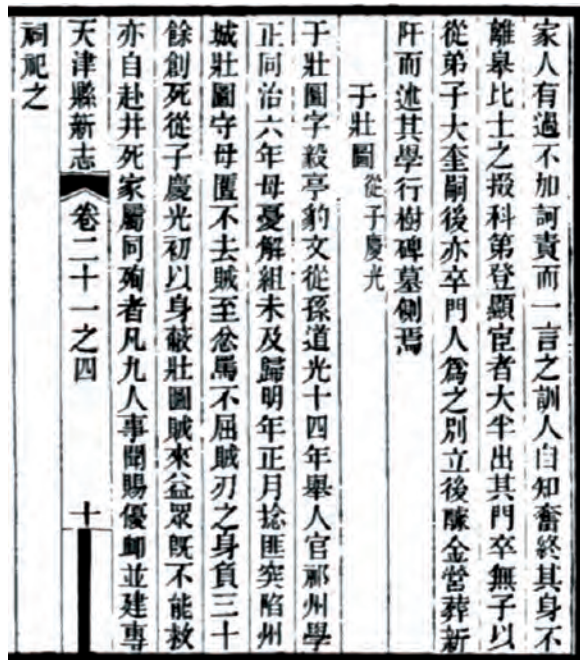 家人有過不加訶責而一言之訓人自知奮終其身不
離皋比士之掇科第登顯宦者大半出其門卒無子以
從弟子大奎嗣後亦卒門人為之別立後醵金營葬新
阡而述其學行樹碑墓側焉
于壯圖從子慶光
于壯圖字毅亭豹文從孫道光十四年舉人官祁州學
正同治六年母憂解組未及歸明年正月捻匪突陷州
城壯圖守母匶不去賊至忿罵不屈賊刃之身負三十
餘創死從子慶光初以身蔽壯圖賊來益眾既不能救
亦自赴井死家屬同殉者凡九人事聞賜優卹並建專
天津縣新志 卷二十一之四 十
祠祀之